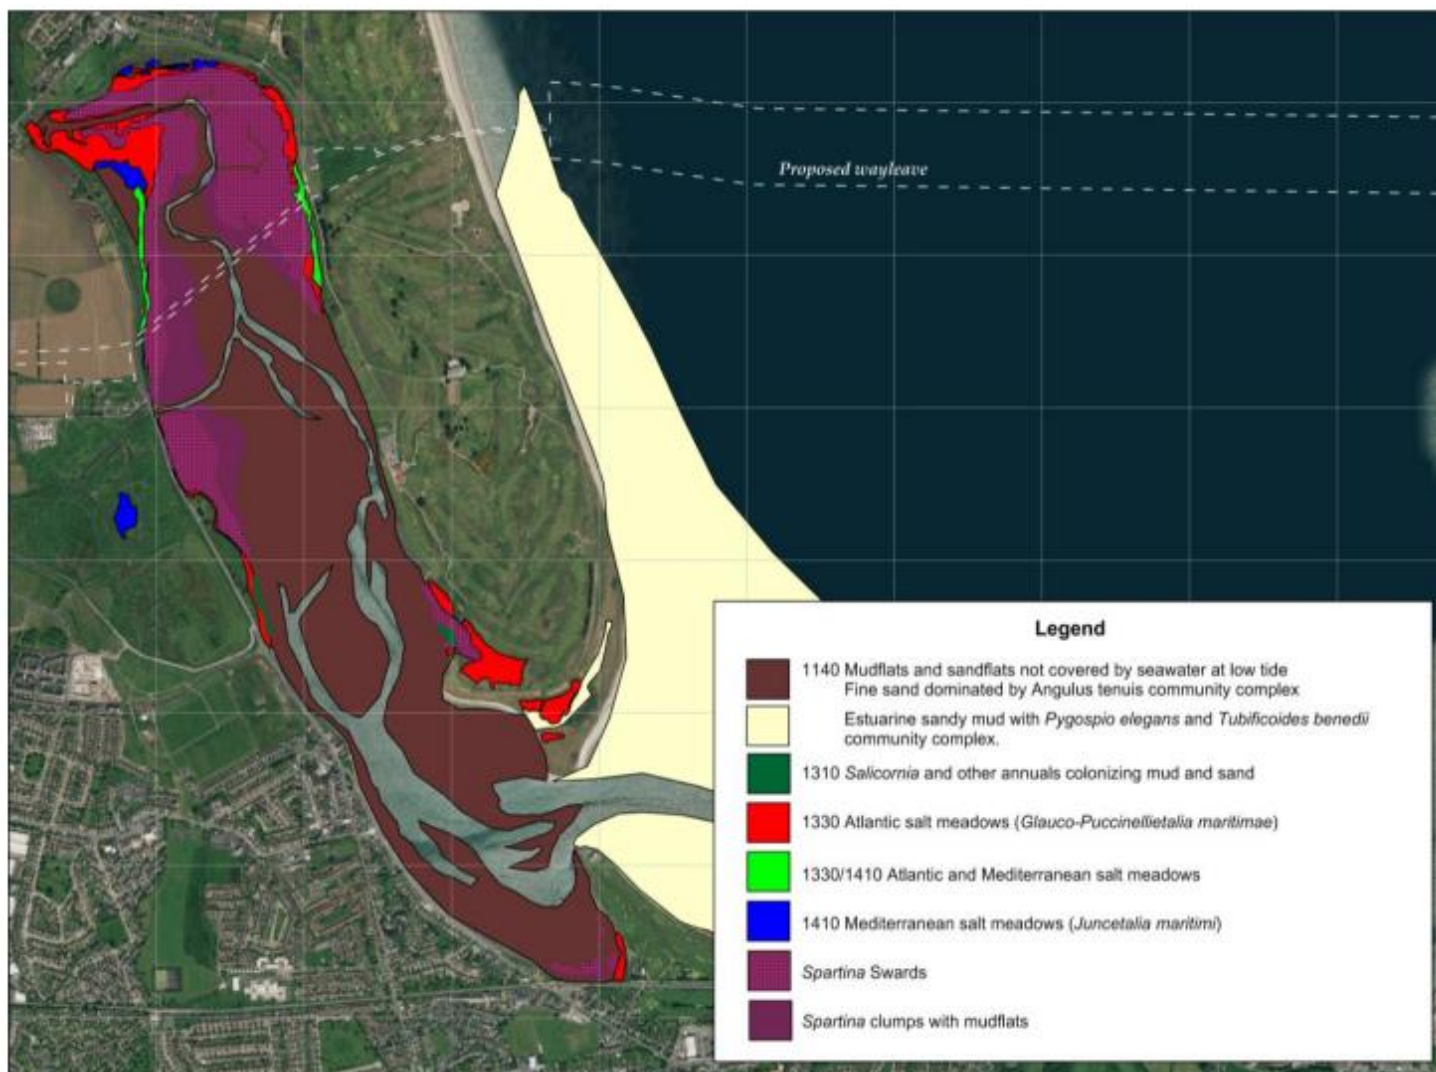 Proposed wayleave
Legend
1140 Mudflats and sandflats not covered by seawater at low tide
Fine sand dominated by Angulus tenuis community complex
Estuarine sandy mud with Pygospio elegans and Tubificoides benedii
community complex.
1310 Salicornia and other annuals colonizing mud and sand
1330 Atlantic salt meadows (Glauco-Puccinellietalia maritimae)
1330/1410 Atlantic and Mediterranean salt meadows
1410 Mediterranean salt meadows (Juncetalia maritimi)
Spartina Swards
Spartina clumps with mudflats